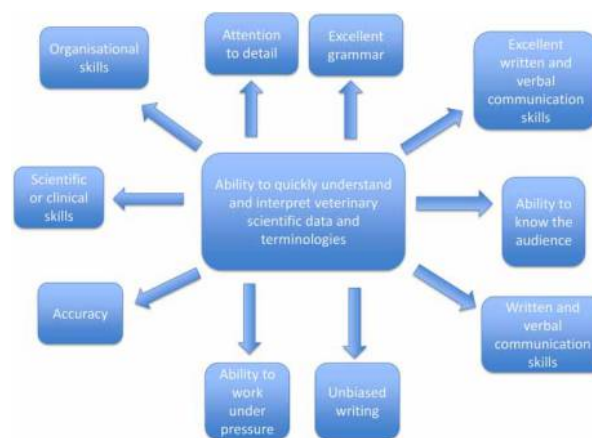 Organisational
skills
Attention
to detail
Excellent
grammar
Excellent
written and
verbal
communication
skills
Scientific
or clinical
skills
Ability to quickly understand
and interpret veterinary
scientific data and
terminologies
Ability to
know the
audience
Accuracy
Written and
verbal
communication
skills
Ability to
work
under
pressure
Unbiased
writing